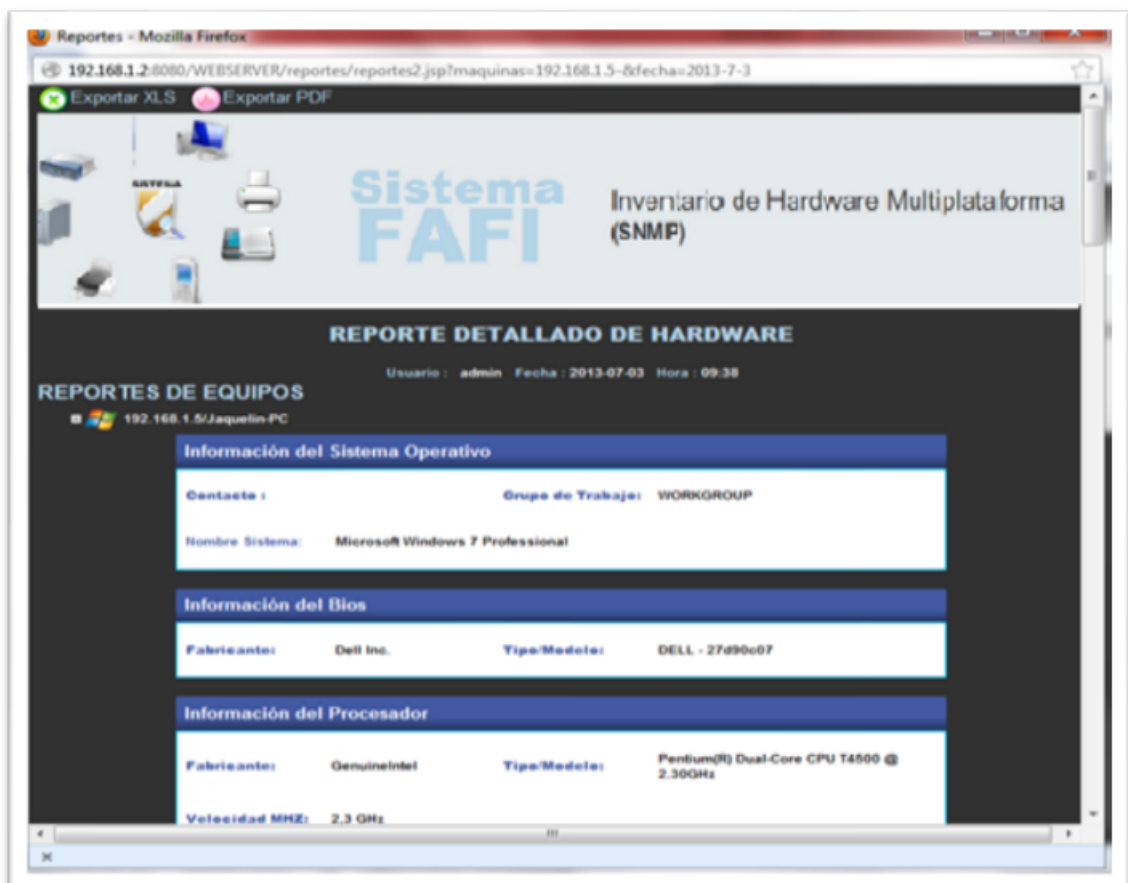 Reportes - Mozilla Firefox
192.168.1.2:8080/WEBSERVER/reportes/reportes2.jsp?maquinas=192.168.1.5-&fecha=2013-7-3
Exportar XLS Exportar PDF
SISTEMA
Sistema
FAFI
Inventario de Hardware Multiplataforma
(SNMP)
REPORTE DETALLADO DE HARDWARE
Usuario : admin Fecha : 2013-07-03 Hora : 09:38
REPORTES DE EQUIPOS
192.168.1.5/Jaquelin-PC
Información del Sistema Operativo
Contacto : Grupo de Trabajo: WORKGROUP
Nombre Sistema: Microsoft Windows 7 Professional
Información del Bios
Fabricante: Dell Inc. Tipo/Modelo: DELL - 27d90c07
Información del Procesador
Fabricante: GenuineIntel Tipo/Modelo: Pentium(R) Dual-Core CPU T4500 @
2.30GHz
Velocidad MHZ: 2,3 GHz